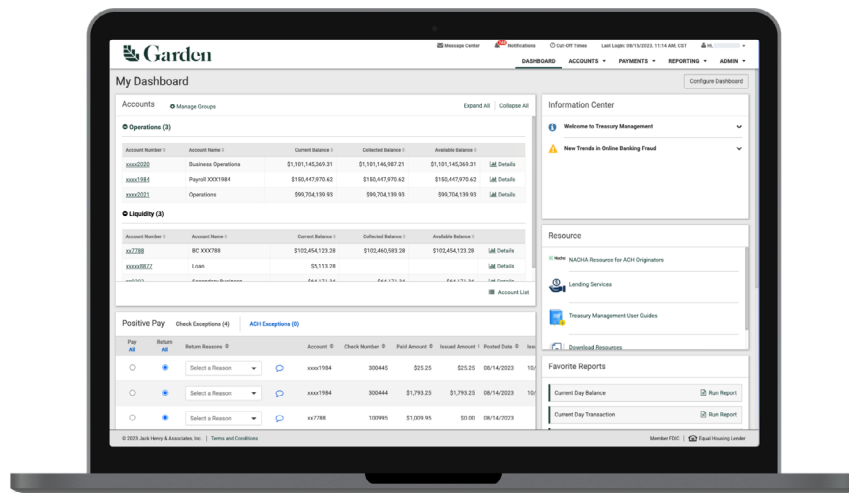 Garden
Message Center Notifications Cut-Off Times Last Login: 08/15/2023, 11:14 AM, CDT Hi,
DASHBOARD ACCOUNTS PAYMENTS REPORTING ADMIN
My Dashboard
Configure Dashboard
Accounts Manage Groups Expand All | Collapse All
Operations (3)
Account Number Account Name Current Balance Collected Balance Available Balance
xxxx2020 Business Operations $1,101,145,369.31 $1,101,146,987.21 $1,101,145,369.31 Details
xxxx1984 Payroll XXX1984 $150,447,970.62 $150,447,970.62 $150,447,970.62 Details
xxxx2021 Operations $99,704,139.93 $99,704,139.93 $99,704,139.93 Details
Liquidity (3)
Account Number Account Name Current Balance Collected Balance Available Balance
xx7788 BC XXX788 $102,454,123.28 $102,460,583.28 $102,454,123.28 Details
Loan $5,113.28 Details
Account List
Positive Pay Check Exceptions (4) ACH Exceptions (0)
Pay All Return All Return Reasons Account Check Number Paid Amount Issued Amount Posted Date
Select a Reason xxxx1984 300445 $25.25 $25.25 08/14/2023 10/
Select a Reason xxxx1984 300444 $1,793.23 $1,793.23 08/14/2023 10/
Select a Reason xx7788 100995 $1,009.95 $0.00 08/14/2023
Information Center
Welcome to Treasury Management
New Trends in Online Banking Fraud
Resource
Nacha NACHA Resource for ACH Originators
Lending Services
Treasury Management User Guides
Download Resources
Favorite Reports
Current Day Balance Run Report
Current Day Transaction Run Report
© 2023 Jack Henry & Associates, Inc. | Terms and Conditions
Member FDIC | Equal Housing Lender